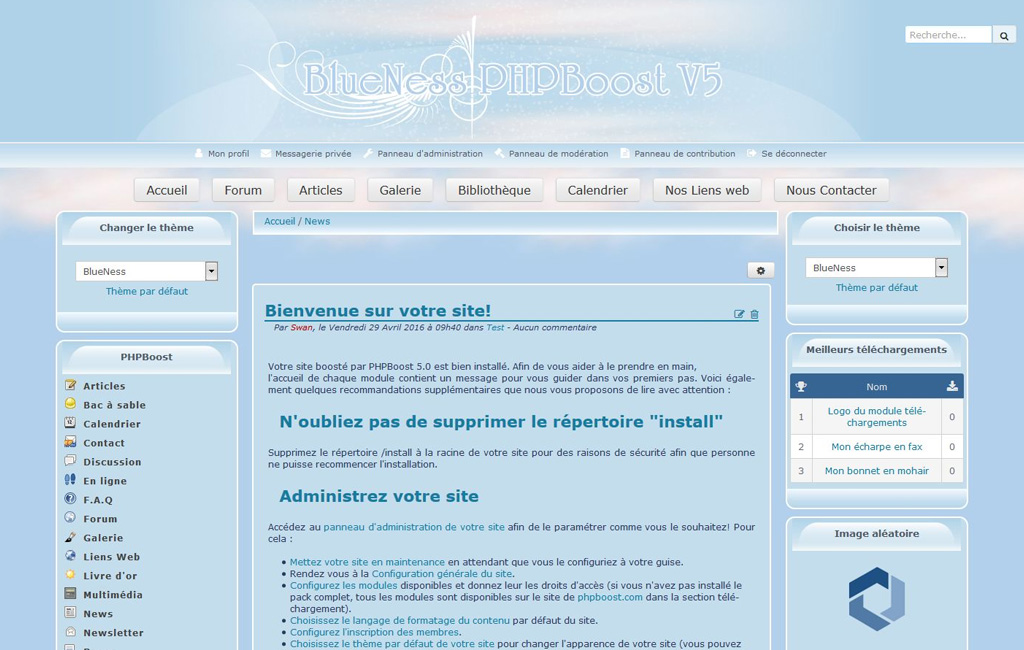 Recherche...
BlueNess PHPBoost V5
Mon profil Messagerie privée Panneau d'administration Panneau de modération Panneau de contribution Se déconnecter
Accueil Forum Articles Galerie Bibliothèque Calendrier Nos Liens web Nous Contacter
Changer le thème
BlueNess
Thème par défaut
PHPBoost
Articles
Bac à sable
Calendrier
Contact
Discussion
En ligne
F.A.Q
Forum
Galerie
Liens Web
Livre d'or
Multimédia
News
Newsletter
Accueil / News
Bienvenue sur votre site!
Par Swan, le Vendredi 29 Avril 2016 à 09h40 dans Test - Aucun commentaire
Votre site boosté par PHPBoost 5.0 est bien installé. Afin de vous aider à le prendre en main,
l'accueil de chaque module contient un message pour vous guider dans vos premiers pas. Voici égale-
ment quelques recommandations supplémentaires que nous vous proposons de lire avec attention :
N'oubliez pas de supprimer le répertoire "install"
Supprimez le répertoire /install à la racine de votre site pour des raisons de sécurité afin que personne
ne puisse recommencer l'installation.
Administrez votre site
Accédez au panneau d'administration de votre site afin de le paramétrer comme vous le souhaitez! Pour
cela :
• Mettez votre site en maintenance en attendant que vous le configuriez à votre guise.
• Rendez vous à la Configuration générale du site.
• Configurez les modules disponibles et donnez leur les droits d'accès (si vous n'avez pas installé le
pack complet, tous les modules sont disponibles sur le site de phpboost.com dans la section télé-
chargement).
• Choisissez le langage de formatage du contenu par défaut du site.
• Configurez l'inscription des membres.
• Choisissez le thème par défaut de votre site pour changer l'apparence de votre site (vous pouvez
Choisir le thème
BlueNess
Thème par défaut
Meilleurs téléchargements
Nom
1 Logo du module télé-
chargements 0
2 Mon écharpe en fax 0
3 Mon bonnet en mohair 0
Image aléatoire